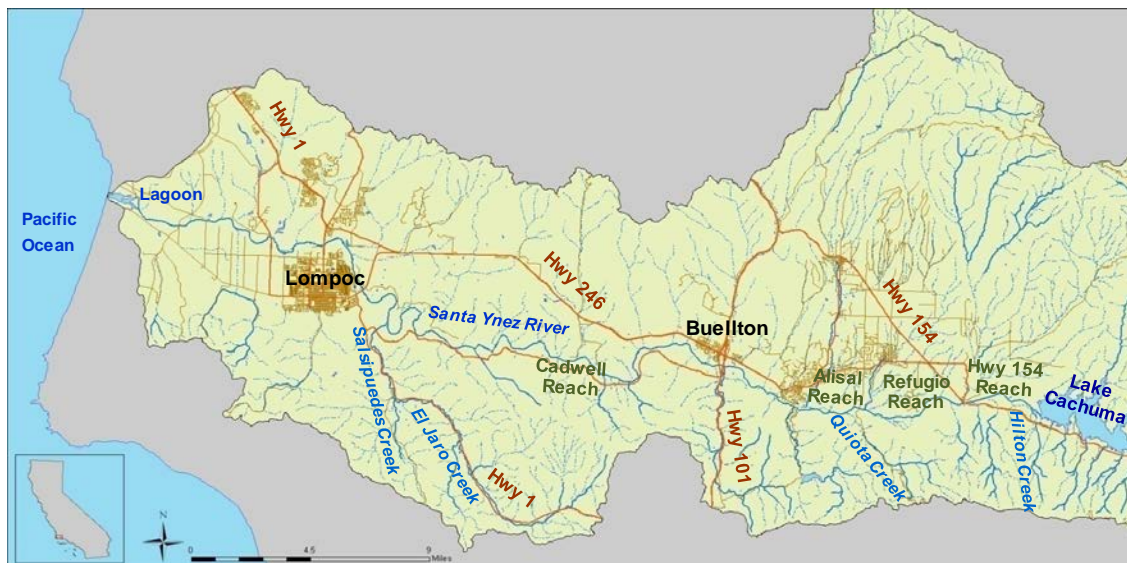 Hwy 1
Lagoon
Pacific
Ocean
Lompoc
Hwy 246
Santa Ynez River
Buellton
Hwy 154
Cadwell
Reach
Alisal
Reach
Refugio
Reach
Hwy 154
Reach
Lake
Cachuma
Salsipuedes Creek
El Jaro Creek
Hwy 1
Hwy 101
Quiota Creek
Hilton Creek
N
0 4.5 9
Miles